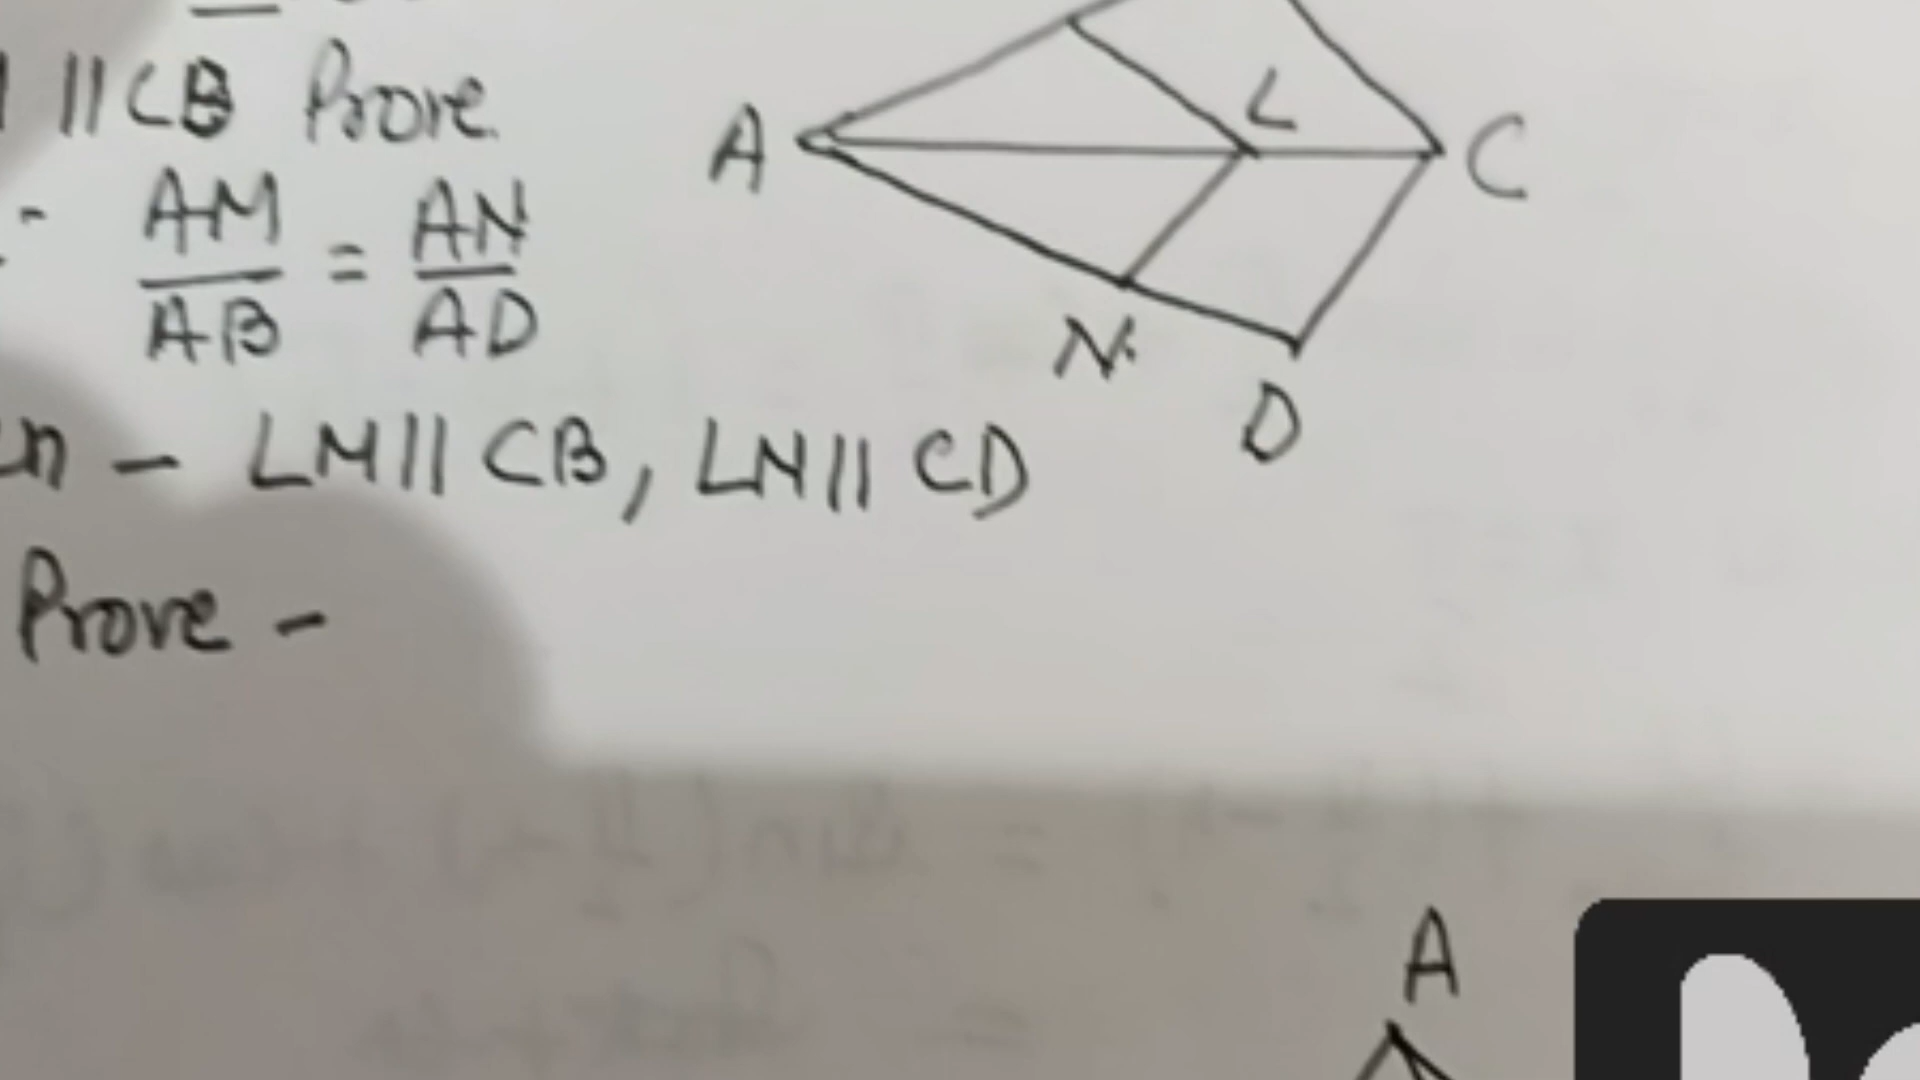 || CB Prove
AM = AN
AB AD
- LM || CB, LN || CD
Prove -
A
L
C
N
D
A